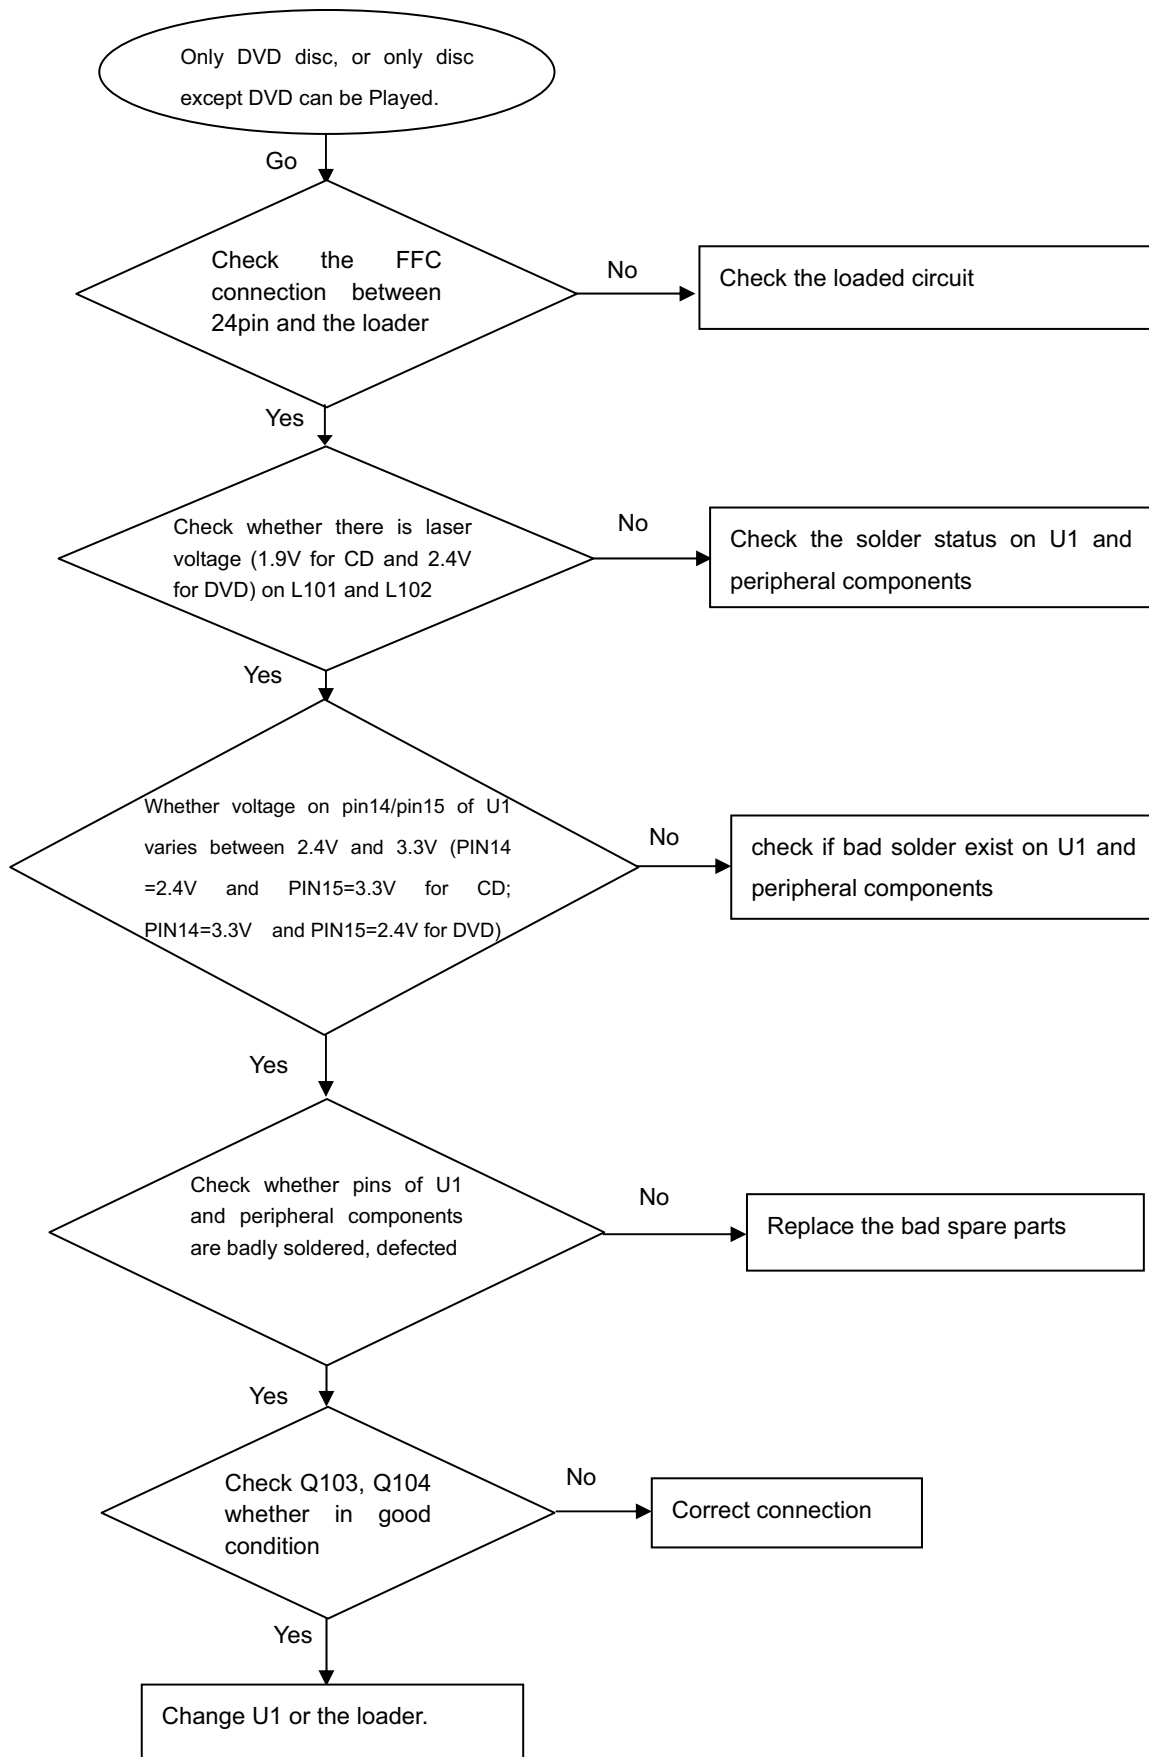 Only DVD disc, or only disc
except DVD can be Played.
Go
Check the FFC
connection between
24pin and the loader
No
Check the loaded circuit
Yes
Check whether there is laser
voltage (1.9V for CD and 2.4V
for DVD) on L101 and L102
No
Check the solder status on U1 and
peripheral components
Yes
Whether voltage on pin14/pin15 of U1
varies between 2.4V and 3.3V (PIN14
=2.4V and PIN15=3.3V for CD;
PIN14=3.3V and PIN15=2.4V for DVD)
No
check if bad solder exist on U1 and
peripheral components
Yes
Check whether pins of U1
and peripheral components
are badly soldered, defected
No
Replace the bad spare parts
Yes
Check Q103, Q104
whether in good
condition
No
Correct connection
Yes
Change U1 or the loader.